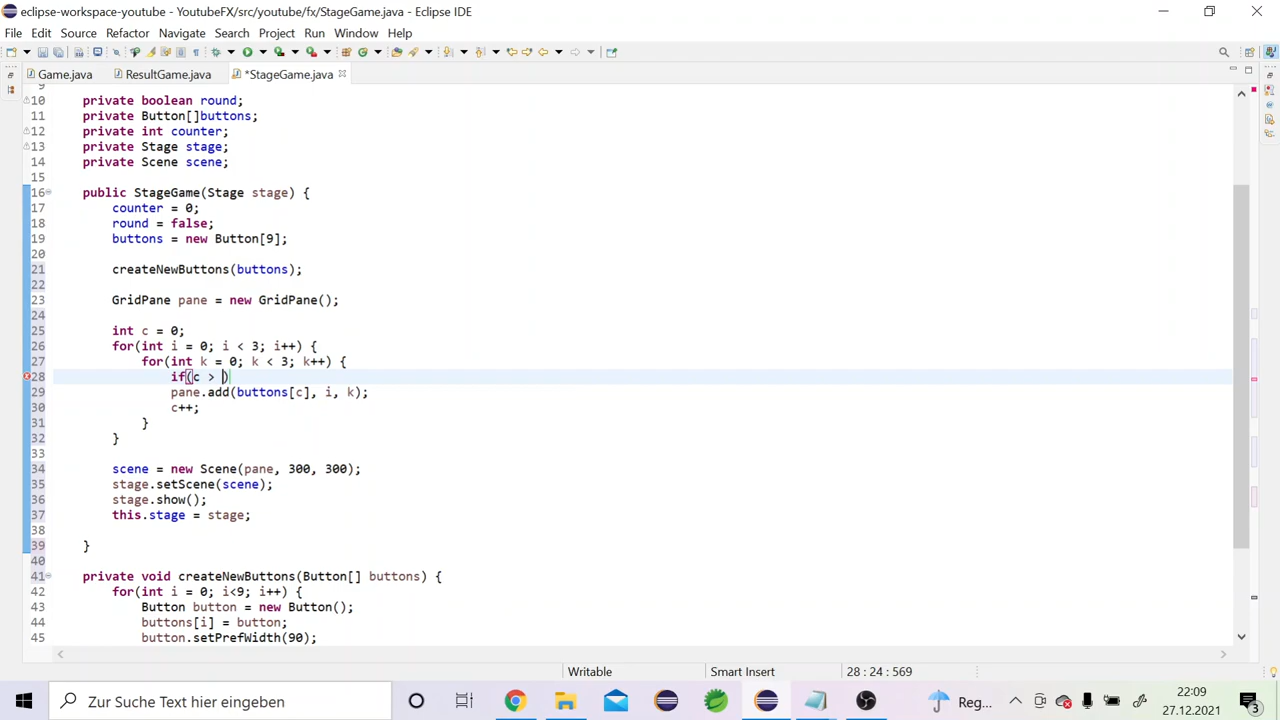 eclipse-workspace-youtube - YoutubeFX/src/youtube/fx/StageGame.java - Eclipse IDE
File Edit Source Refactor Navigate Search Project Run Window Help
Game.java ResultGame.java *StageGame.java
9
10 private boolean round;
11 private Button[]buttons;
12 private int counter;
13 private Stage stage;
14 private Scene scene;
15
16 public StageGame(Stage stage) {
17 counter = 0;
18 round = false;
19 buttons = new Button[9];
20
21 createNewButtons(buttons);
22
23 GridPane pane = new GridPane();
24
25 int c = 0;
26 for(int i = 0; i < 3; i++) {
27 for(int k = 0; k < 3; k++) {
28 if(c > )
29 pane.add(buttons[c], i, k);
30 c++;
31 }
32 }
33
34 scene = new Scene(pane, 300, 300);
35 stage.setScene(scene);
36 stage.show();
37 this.stage = stage;
38
39 }
40
41 private void createNewButtons(Button[] buttons) {
42 for(int i = 0; i<9; i++) {
43 Button button = new Button();
44 buttons[i] = button;
45 button.setPrefWidth(90);
Writable Smart Insert 28 : 24 : 569
Zur Suche Text hier eingeben Reg... 22:09
27.12.2021 3